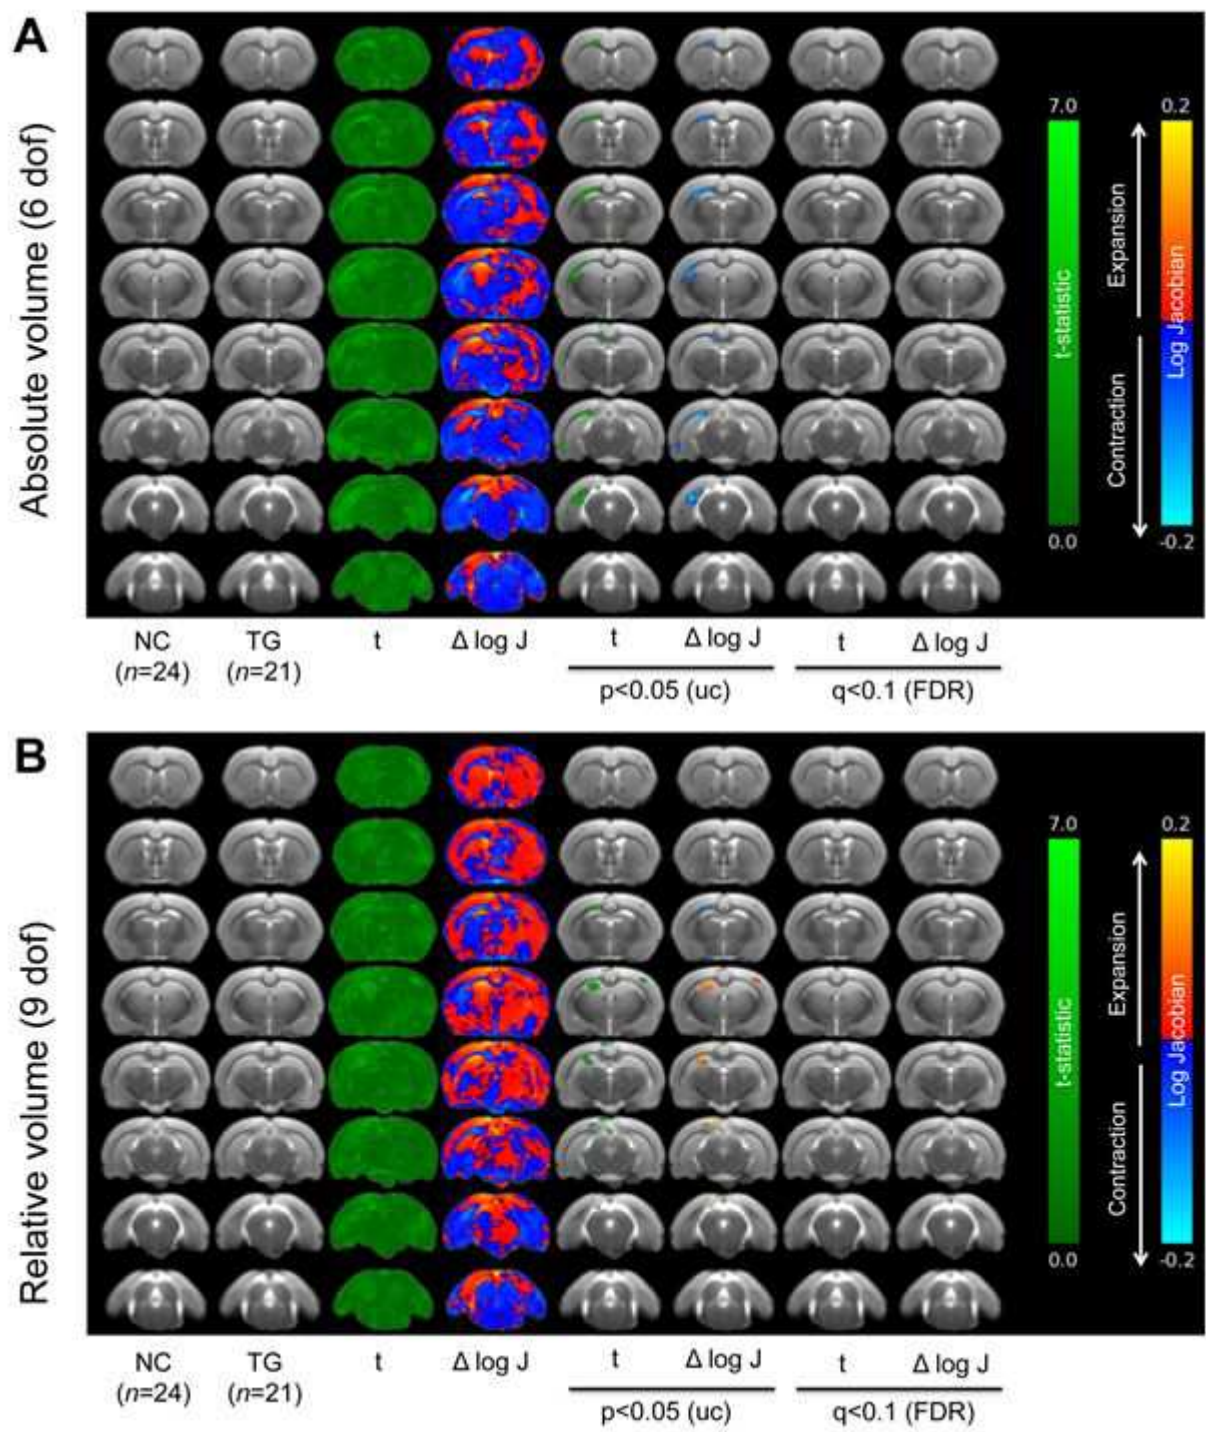 A
Absolute volume (6 dof)
7.0
0.2
t-statistic
Expansion
Contraction
Log Jacobian
0.0
-0.2
NC
TG
t
Δ log J
t
Δ log J
t
Δ log J
(n=24)
(n=21)
p<0.05 (uc)
q<0.1 (FDR)
B
Relative volume (9 dof)
7.0
0.2
t-statistic
Expansion
Contraction
Log Jacobian
0.0
-0.2
NC
TG
t
Δ log J
t
Δ log J
t
Δ log J
(n=24)
(n=21)
p<0.05 (uc)
q<0.1 (FDR)